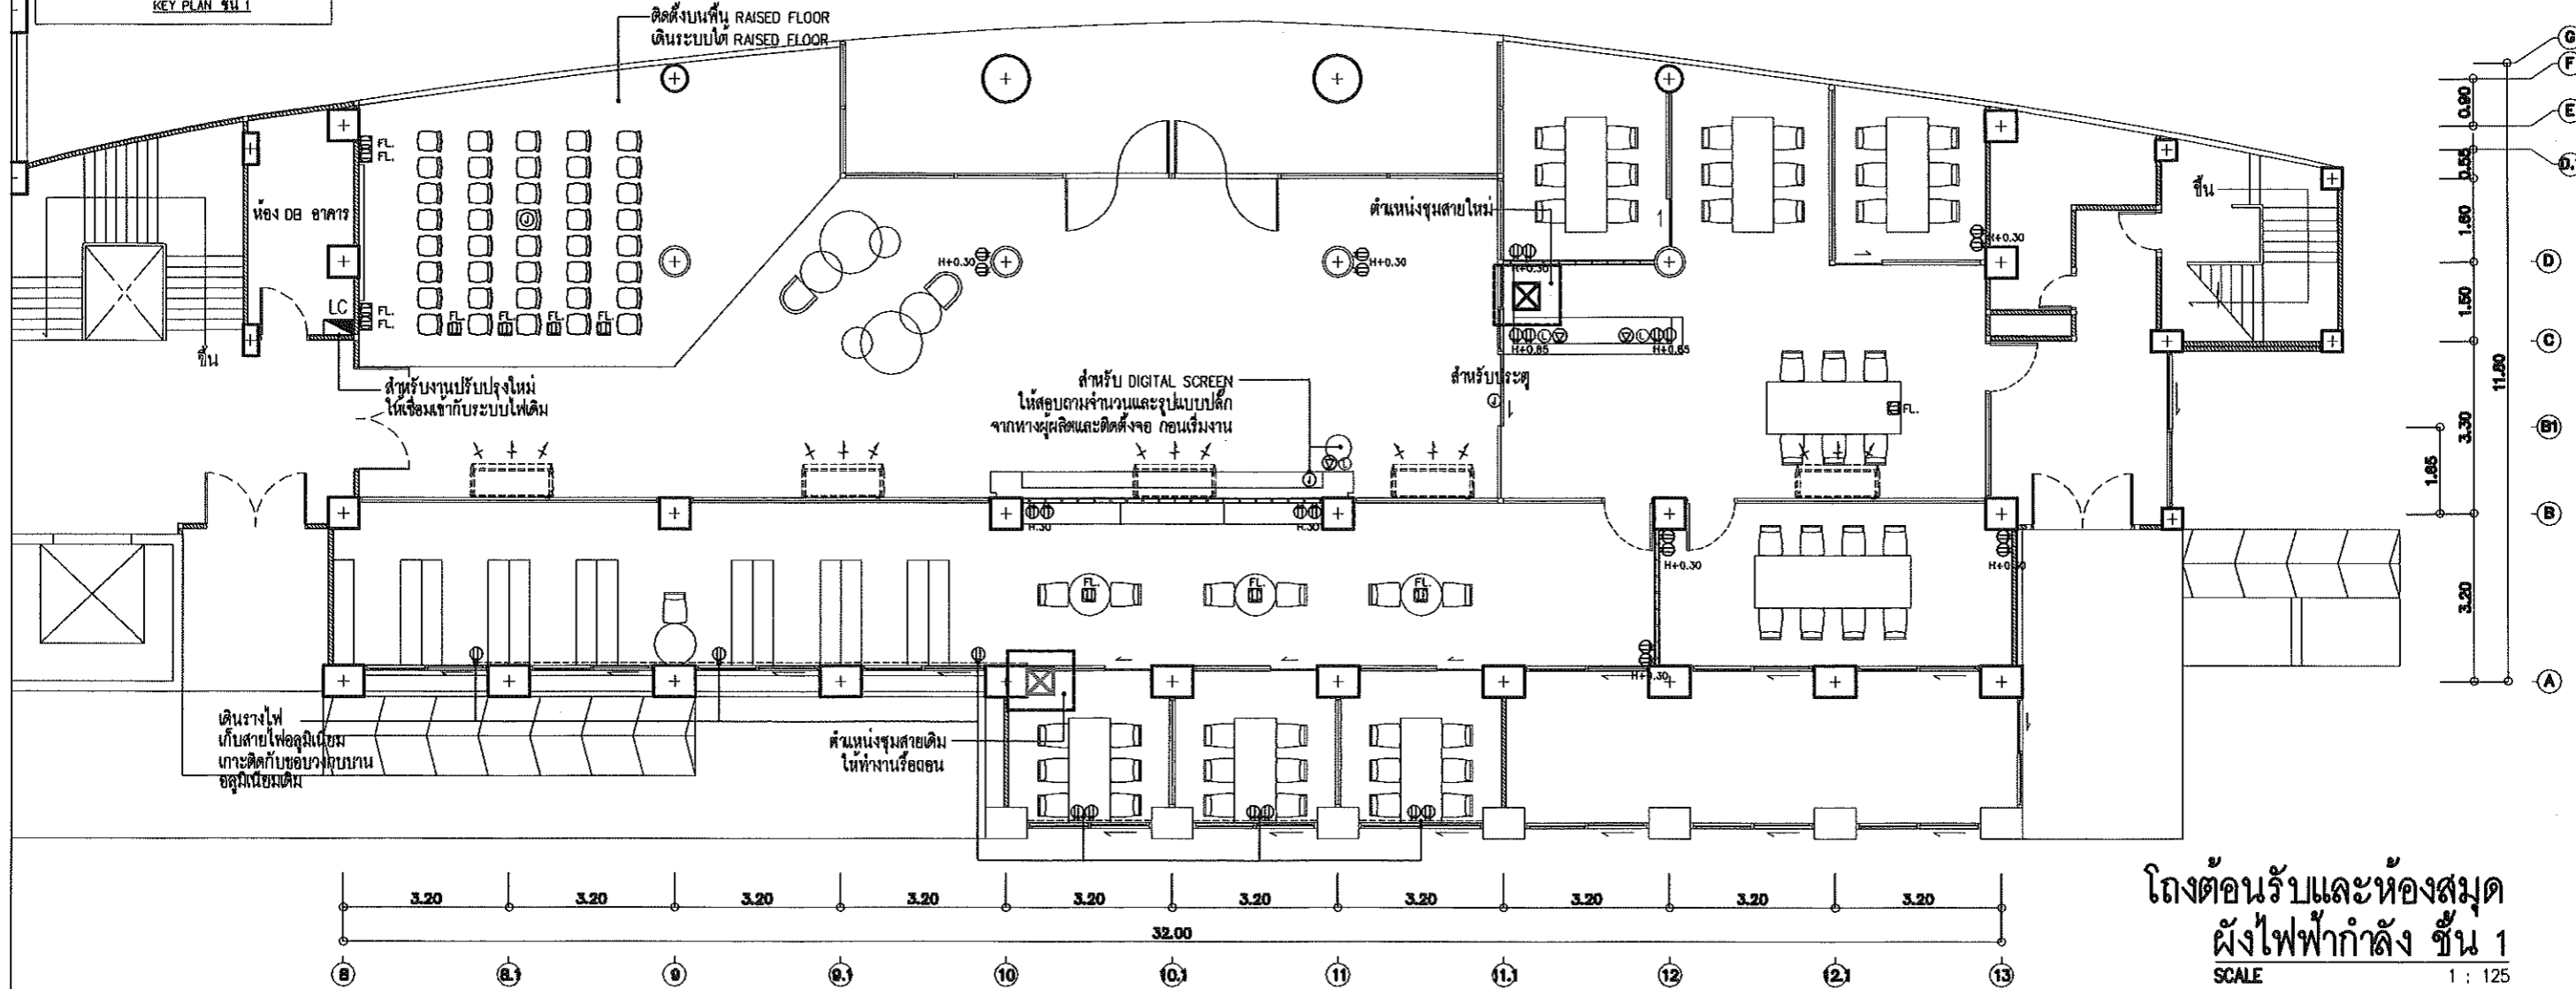 KEY PLAN ชั้น 1
ติดตั้งบนพื้น RAISED FLOOR
เดินระบบใต้ RAISED FLOOR
ห้อง DB อาคาร
FL.
FL.
FL.
FL.
FL.
FL.
FL.
FL.
LC
J
ขึ้น
สำหรับงานปรับปรุงใหม่
ให้เชื่อมเข้ากับระบบไฟเดิม
H+0.30
H+0.30
ตำแหน่งชุมสายใหม่
H+0.30
H+0.30
H+0.85
H+0.85
ขึ้น
สำหรับ DIGITAL SCREEN
ให้สอบถามจำนวนและรูปแบบปลั๊ก
จากทางผู้ผลิตและติดตั้งจอ ก่อนเริ่มงาน
สำหรับประตู
J
J
FL.
H.30
H.30
H+0.30
H+0.30
FL.
FL.
FL.
H+0.30
เดินรางไฟ
เก็บสายไฟอลูมิเนียม
เกาะติดกับขอบวงกบบาน
อลูมิเนียมเดิม
ตำแหน่งชุมสายเดิม
ให้ทำงานรื้อถอน
G
F
E
D.1
D
C
B1
B
A
0.90
0.55
1.60
1.50
3.30
3.20
1.65
11.60
3.20
3.20
3.20
3.20
3.20
3.20
3.20
3.20
3.20
3.20
32.00
8
8.1
9
9.1
10
10.1
11
11.1
12
12.1
13
โถงต้อนรับและห้องสมุด
ผังไฟฟ้ากำลัง ชั้น 1
SCALE 1 : 125